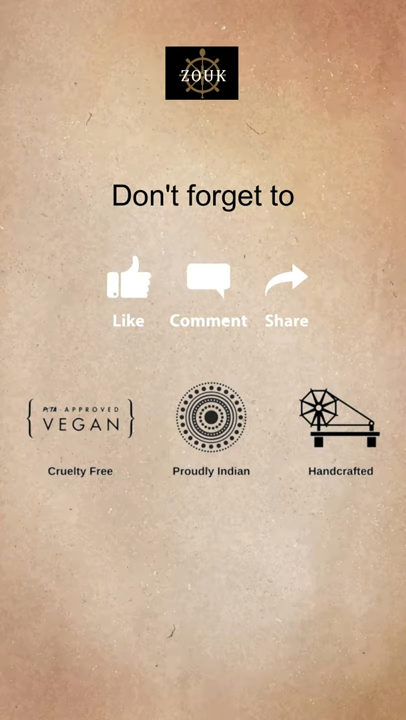 ZOUK
Don't forget to
Like Comment Share
PETA-APPROVED
VEGAN
Cruelty Free Proudly Indian Handcrafted